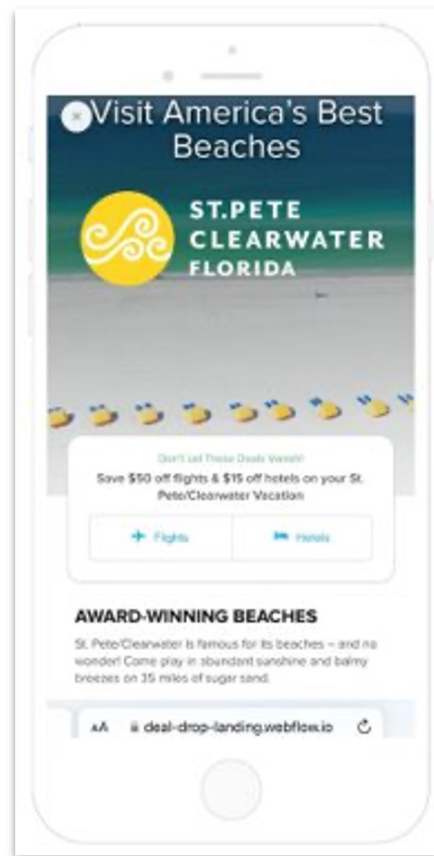 Visit America's Best
Beaches
ST.PETE
CLEARWATER
FLORIDA
Don't Let These Deals Vanish!
Save $50 off flights & $15 off hotels on your St.
Pete/Clearwater Vacation
Flights
Hotels
AWARD-WINNING BEACHES
St. Pete/Clearwater is famous for its beaches – and no
wonder! Come play in abundant sunshine and balmy
breezes on 35 miles of sugar sand.
AA deal-drop-landing.webflow.io